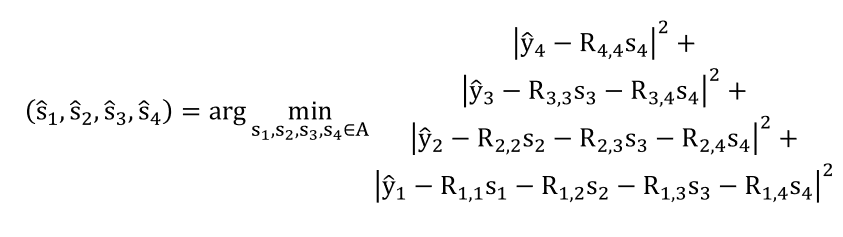 |ŷ₄ − R₄,₄s₄|² +
|ŷ₃ − R₃,₃s₃ − R₃,₄s₄|² +
(ŝ₁,ŝ₂,ŝ₃,ŝ₄) = arg min
s₁,s₂,s₃,s₄∈A
|ŷ₂ − R₂,₂s₂ − R₂,₃s₃ − R₂,₄s₄|² +
|ŷ₁ − R₁,₁s₁ − R₁,₂s₂ − R₁,₃s₃ − R₁,₄s₄|²